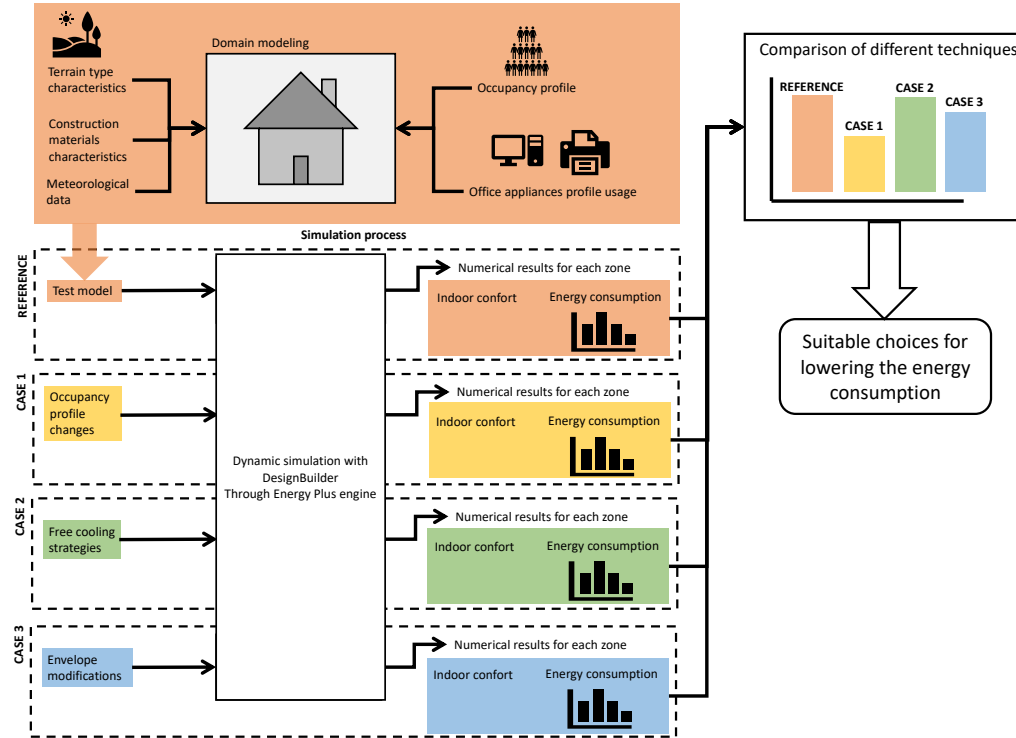 Domain modeling
Terrain type
characteristics
Construction
materials
characteristics
Meteorological
data
Occupancy profile
Office appliances profile usage
Simulation process
REFERENCE
Test model
Numerical results for each zone
Indoor confort
Energy consumption
CASE 1
Occupancy
profile
changes
Numerical results for each zone
Indoor confort
Energy consumption
Dynamic simulation with
DesignBuilder
Through Energy Plus engine
CASE 2
Free cooling
strategies
Numerical results for each zone
Indoor confort
Energy consumption
CASE 3
Envelope
modifications
Numerical results for each zone
Indoor confort
Energy consumption
Comparison of different techniques
REFERENCE
CASE 1
CASE 2
CASE 3
Suitable choices for
lowering the energy
consumption